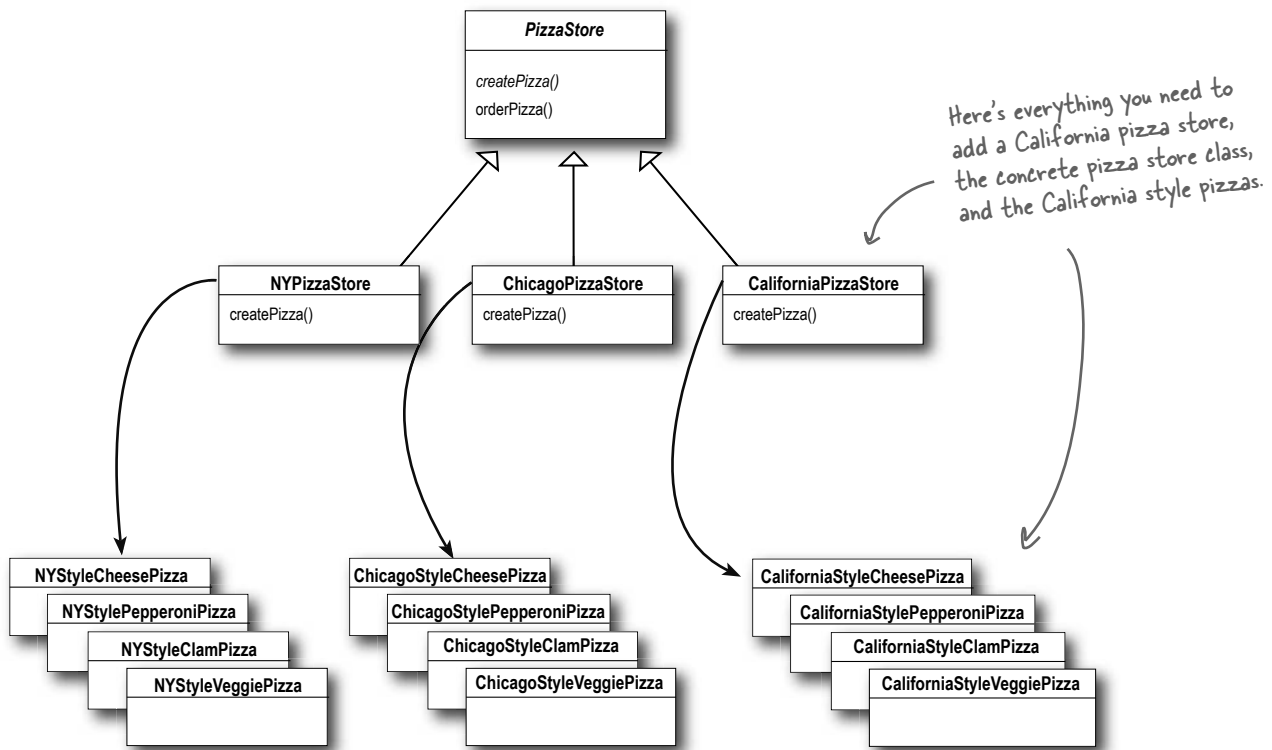 PizzaStore
createPizza()
orderPizza()
Here's everything you need to
add a California pizza store,
the concrete pizza store class,
and the California style pizzas.
NYPizzaStore
createPizza()
ChicagoPizzaStore
createPizza()
CaliforniaPizzaStore
createPizza()
NYStyleCheesePizza
NYStylePepperoniPizza
NYStyleClamPizza
NYStyleVeggiePizza
ChicagoStyleCheesePizza
ChicagoStylePepperoniPizza
ChicagoStyleClamPizza
ChicagoStyleVeggiePizza
CaliforniaStyleCheesePizza
CaliforniaStylePepperoniPizza
CaliforniaStyleClamPizza
CaliforniaStyleVeggiePizza